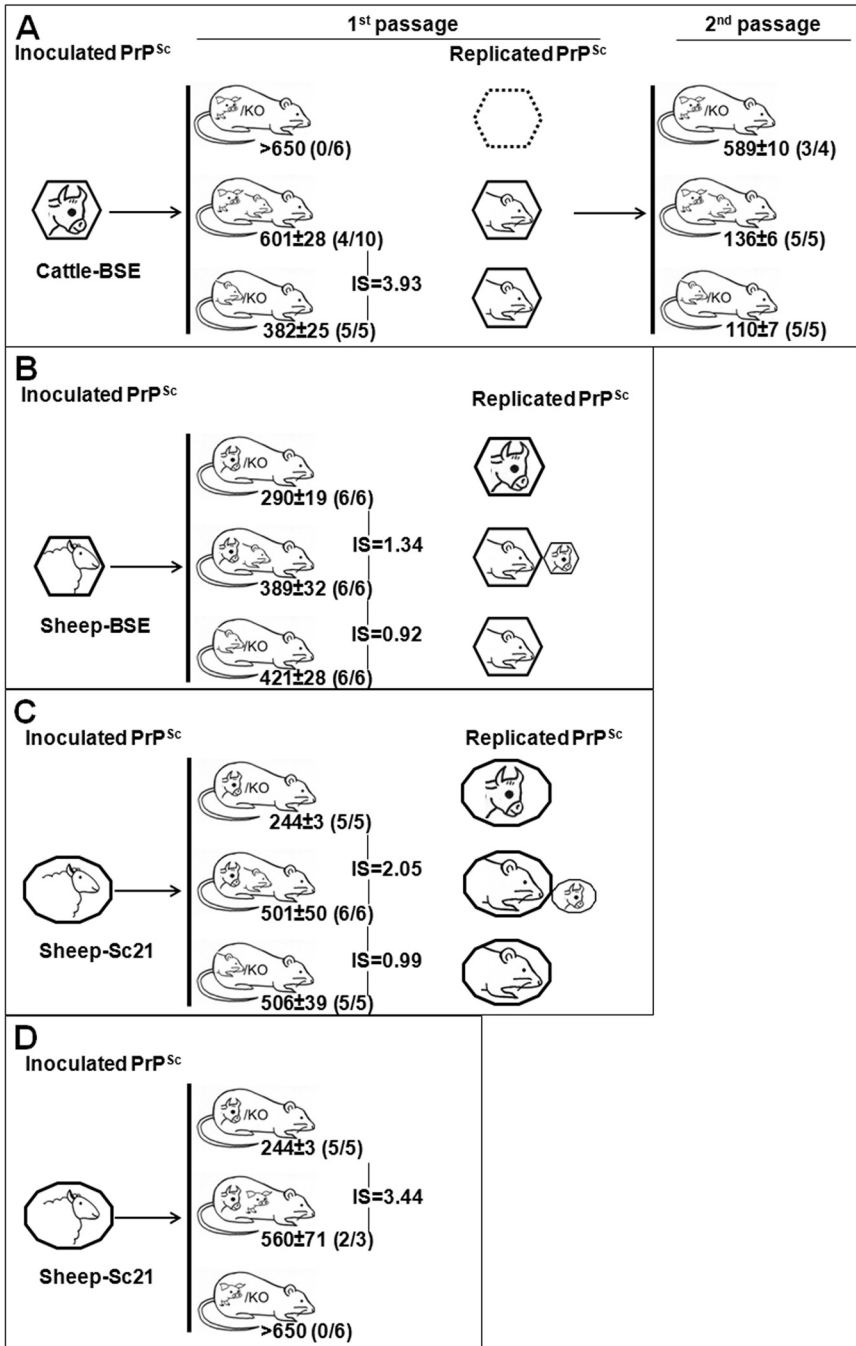 A
1st passage
2nd passage
Inoculated PrPSc
Replicated PrPSc
/KO
>650 (0/6)
/KO
589±10 (3/4)
Cattle-BSE
601±28 (4/10)
136±6 (5/5)
IS=3.93
/KO
382±25 (5/5)
/KO
110±7 (5/5)
B
Inoculated PrPSc
Replicated PrPSc
/KO
290±19 (6/6)
IS=1.34
389±32 (6/6)
Sheep-BSE
IS=0.92
/KO
421±28 (6/6)
C
Inoculated PrPSc
Replicated PrPSc
/KO
244±3 (5/5)
IS=2.05
501±50 (6/6)
Sheep-Sc21
IS=0.99
/KO
506±39 (5/5)
D
Inoculated PrPSc
/KO
244±3 (5/5)
IS=3.44
560±71 (2/3)
Sheep-Sc21
/KO
>650 (0/6)